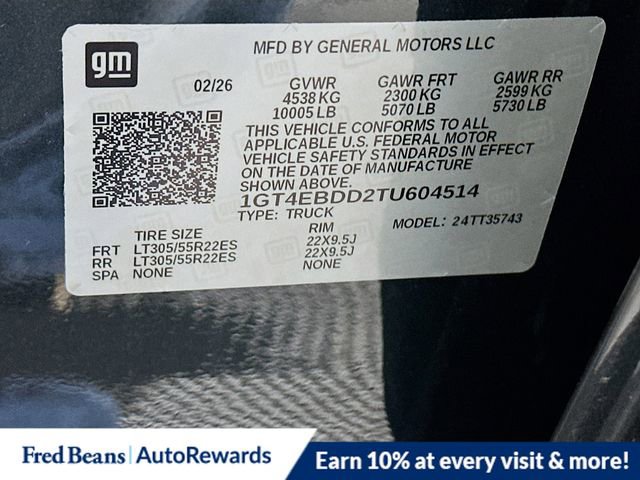 gm
MFD BY GENERAL MOTORS LLC
02/26
GVWR GAWR FRT GAWR RR
4538 KG 2300 KG 2599 KG
10005 LB 5070 LB 5730 LB
THIS VEHICLE CONFORMS TO ALL
APPLICABLE U.S. FEDERAL MOTOR
VEHICLE SAFETY STANDARDS IN EFFECT
ON THE DATE OF MANUFACTURE
SHOWN ABOVE.
1GT4EBDD2TU604514
TYPE: TRUCK MODEL: 24TT35743
TIRE SIZE RIM
FRT LT305/55R22ES 22X9.5J
RR LT305/55R22ES 22X9.5J
SPA NONE NONE
Fred Beans | AutoRewards
Earn 10% at every visit & more!